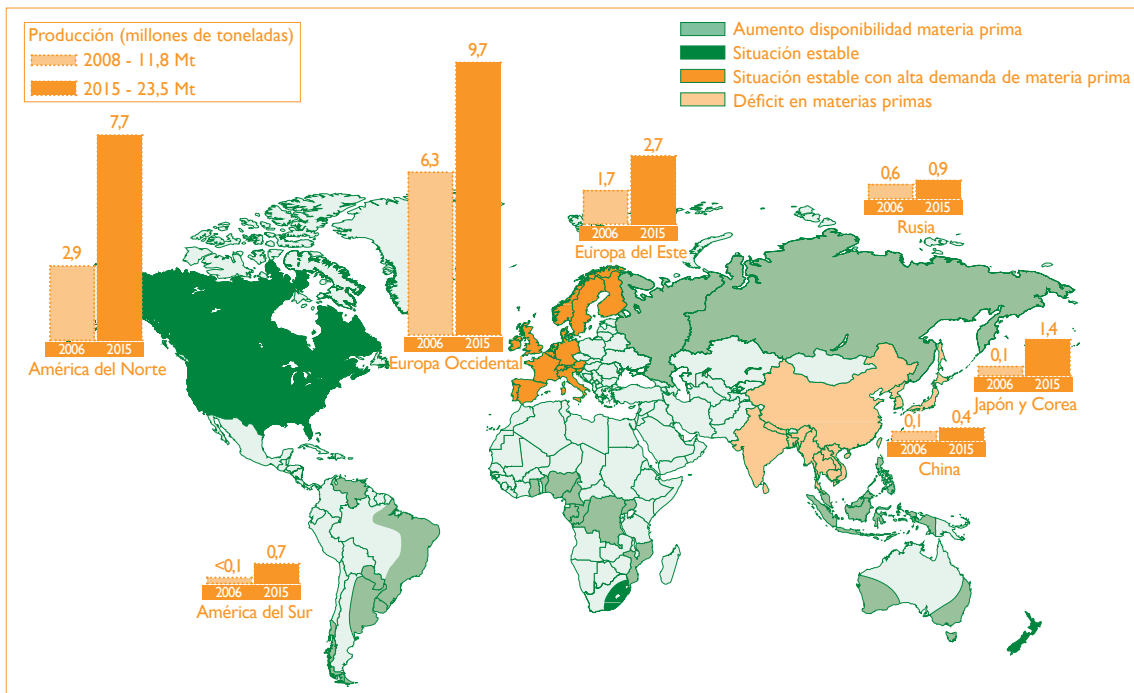 Producción (millones de toneladas)
2008 - 11,8 Mt
2015 - 23,5 Mt
Aumento disponibilidad materia prima
Situación estable
Situación estable con alta demanda de materia prima
Déficit en materias primas
2,9
7,7
2006 2015
América del Norte
6,3
9,7
2006 2015
Europa Occidental
1,7
2,7
2006 2015
Europa del Este
0,6
0,9
2006 2015
Rusia
0,1
1,4
2006 2015
Japón y Corea
0,1
0,4
2006 2015
China
<0,1
0,7
2006 2015
América del Sur